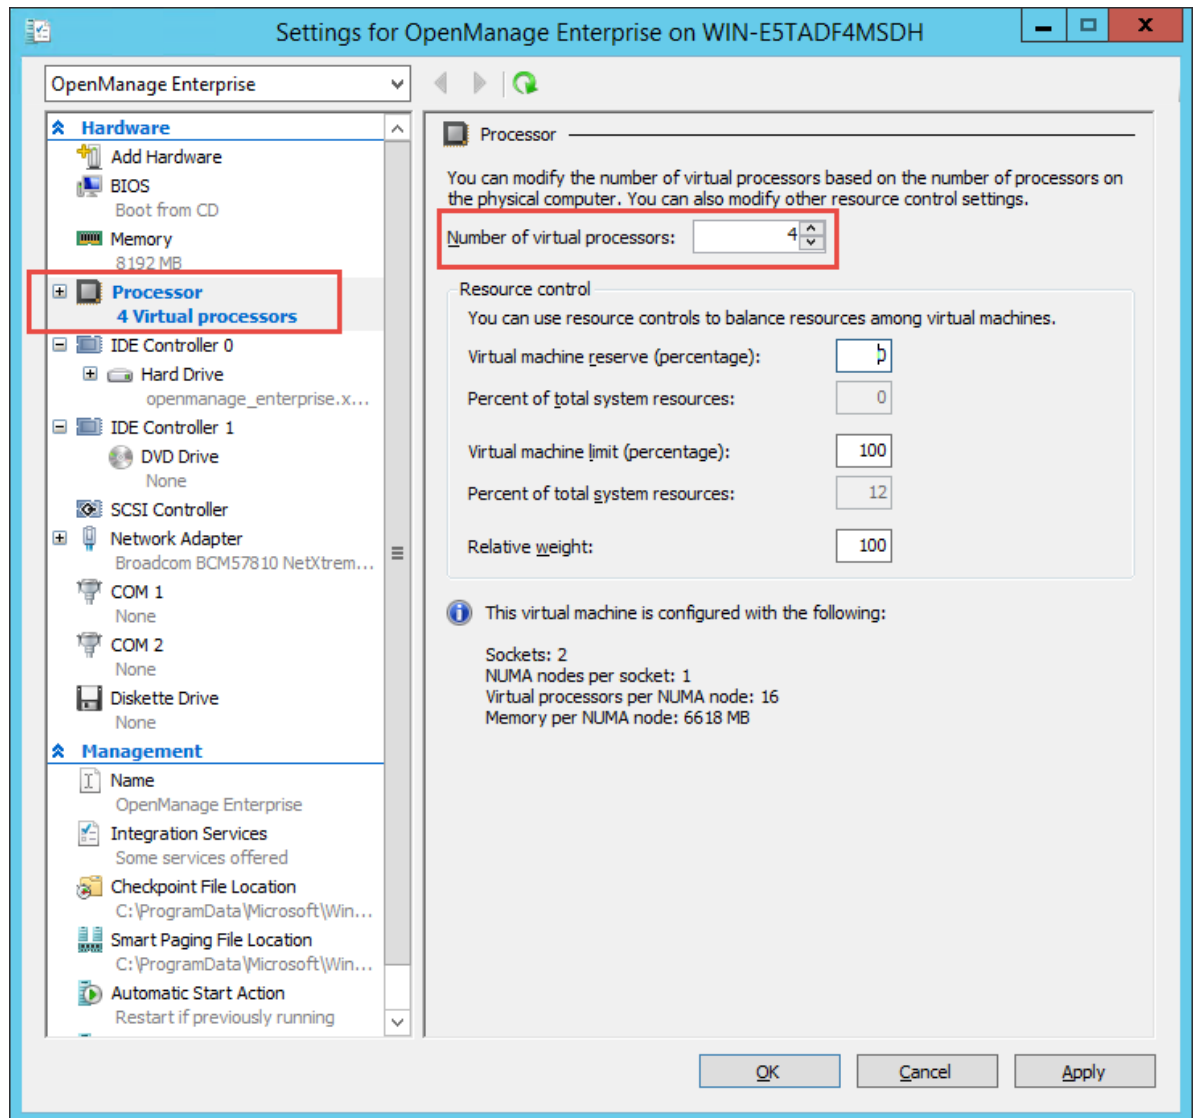 Settings for OpenManage Enterprise on WIN-E5TADF4MSDH
OpenManage Enterprise
Hardware
Add Hardware
BIOS
Boot from CD
Memory
8192 MB
Processor
4 Virtual processors
IDE Controller 0
Hard Drive
openmanage_enterprise.x...
IDE Controller 1
DVD Drive
None
SCSI Controller
Network Adapter
Broadcom BCM57810 NetXtrem...
COM 1
None
COM 2
None
Diskette Drive
None
Management
Name
OpenManage Enterprise
Integration Services
Some services offered
Checkpoint File Location
C:\ProgramData\Microsoft\Win...
Smart Paging File Location
C:\ProgramData\Microsoft\Win...
Automatic Start Action
Restart if previously running
Processor
You can modify the number of virtual processors based on the number of processors on
the physical computer. You can also modify other resource control settings.
Number of virtual processors: 4
Resource control
You can use resource controls to balance resources among virtual machines.
Virtual machine reserve (percentage):
Percent of total system resources: 0
Virtual machine limit (percentage): 100
Percent of total system resources: 12
Relative weight: 100
This virtual machine is configured with the following:
Sockets: 2
NUMA nodes per socket: 1
Virtual processors per NUMA node: 16
Memory per NUMA node: 6618 MB
OK
Cancel
Apply